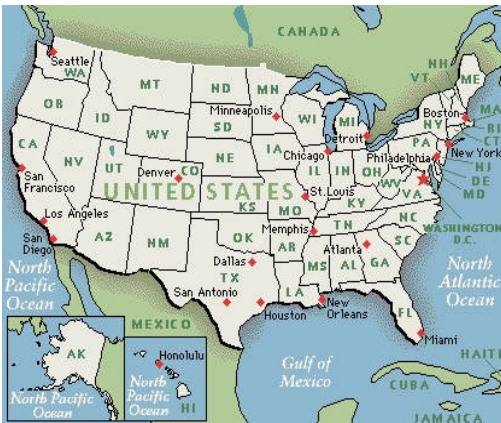 CANADA
Seattle
WA
MT
ND
MN
NH
VT
ME
OR
ID
Minneapolis
WI
MI
Boston
MA
SD
WY
NY
RI
CT
CA
NV
UT
NE
IA
Chicago
Detroit
PA
New York
Philadelphia
NJ
DE
MD
Denver
CO
IL
IN
OH
WV
VA
San
Francisco
UNITED STATES
St. Louis
KS
MO
KY
WASHINGTON
D.C.
Los Angeles
San
Diego
AZ
NM
OK
AR
Memphis
TN
NC
SC
Atlanta
MS
AL
GA
Dallas
TX
San Antonio
LA
Houston
New
Orleans
FL
Miami
North
Pacific
Ocean
North
Atlantic
Ocean
MEXICO
Gulf of
Mexico
CUBA
HAITI
JAMAICA
AK
North Pacific
Ocean
Honolulu
North
Pacific
Ocean
HI